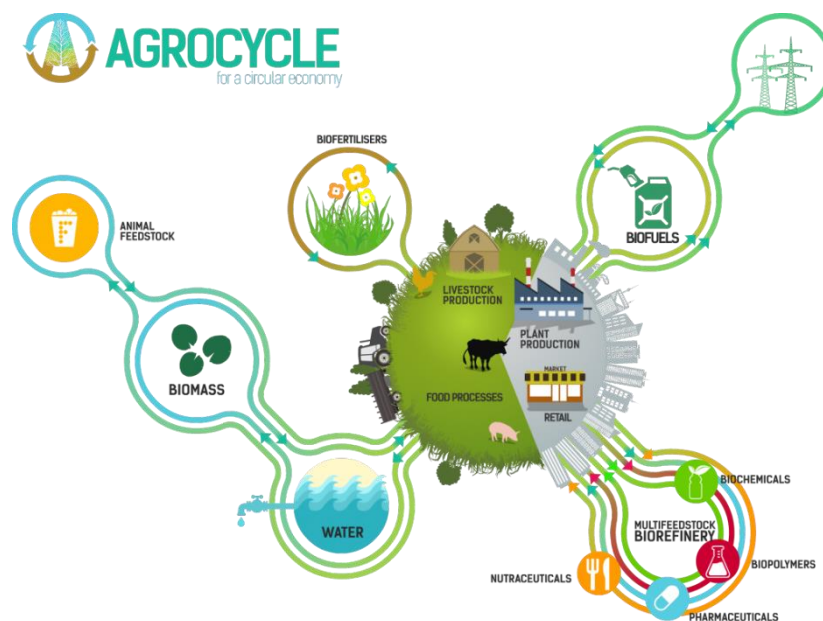 AGROCYCLE
for a circular economy
BIOFERTILISERS
ANIMAL
FEEDSTOCK
BIOFUELS
LIVESTOCK
PRODUCTION
PLANT
PRODUCTION
BIOMASS
MARKET
FOOD PROCESSES
RETAIL
WATER
BIOCHEMICALS
MULTIFEEDSTOCK
BIOREFINERY
BIOPOLYMERS
NUTRACEUTICALS
PHARMACEUTICALS